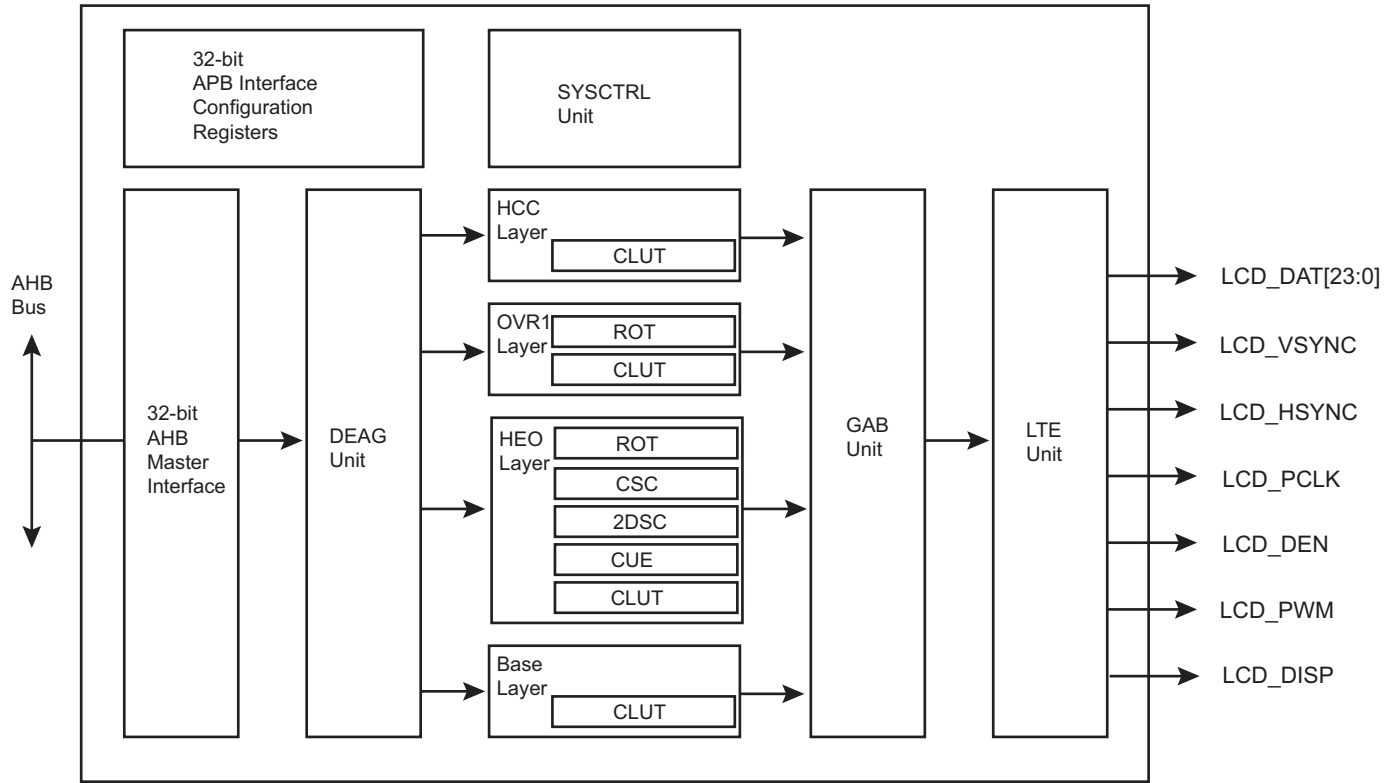 32-bit
APB Interface
Configuration
Registers
SYSCTRL
Unit
AHB
Bus
32-bit
AHB
Master
Interface
DEAG
Unit
HCC
Layer
CLUT
OVR1
Layer
ROT
CLUT
HEO
Layer
ROT
CSC
2DSC
CUE
CLUT
Base
Layer
CLUT
GAB
Unit
LTE
Unit
LCD_DAT[23:0]
LCD_VSYNC
LCD_HSYNC
LCD_PCLK
LCD_DEN
LCD_PWM
LCD_DISP